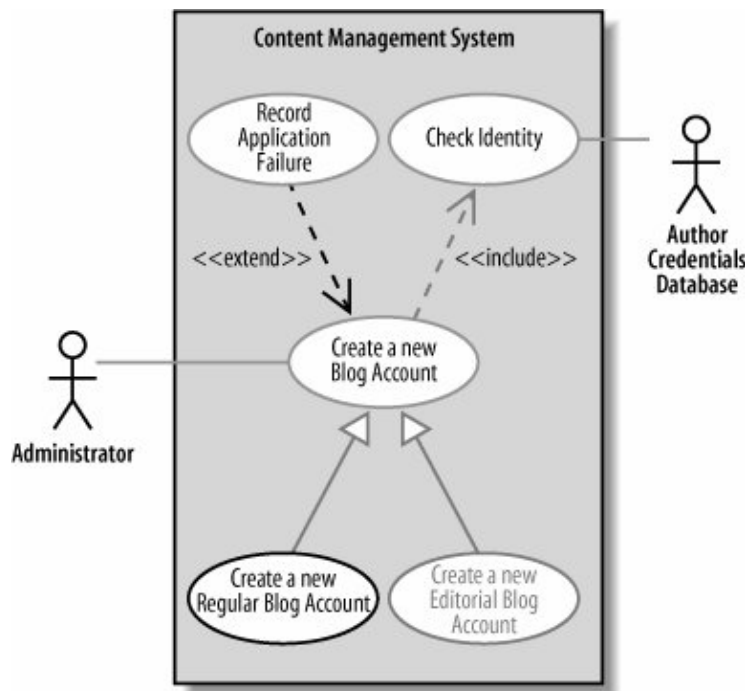 Content Management System
Record
Application
Failure
Check Identity
Author
Credentials
Database
<<extend>>
<<include>>
Create a new
Blog Account
Administrator
Create a new
Regular Blog Account
Create a new
Editorial Blog
Account